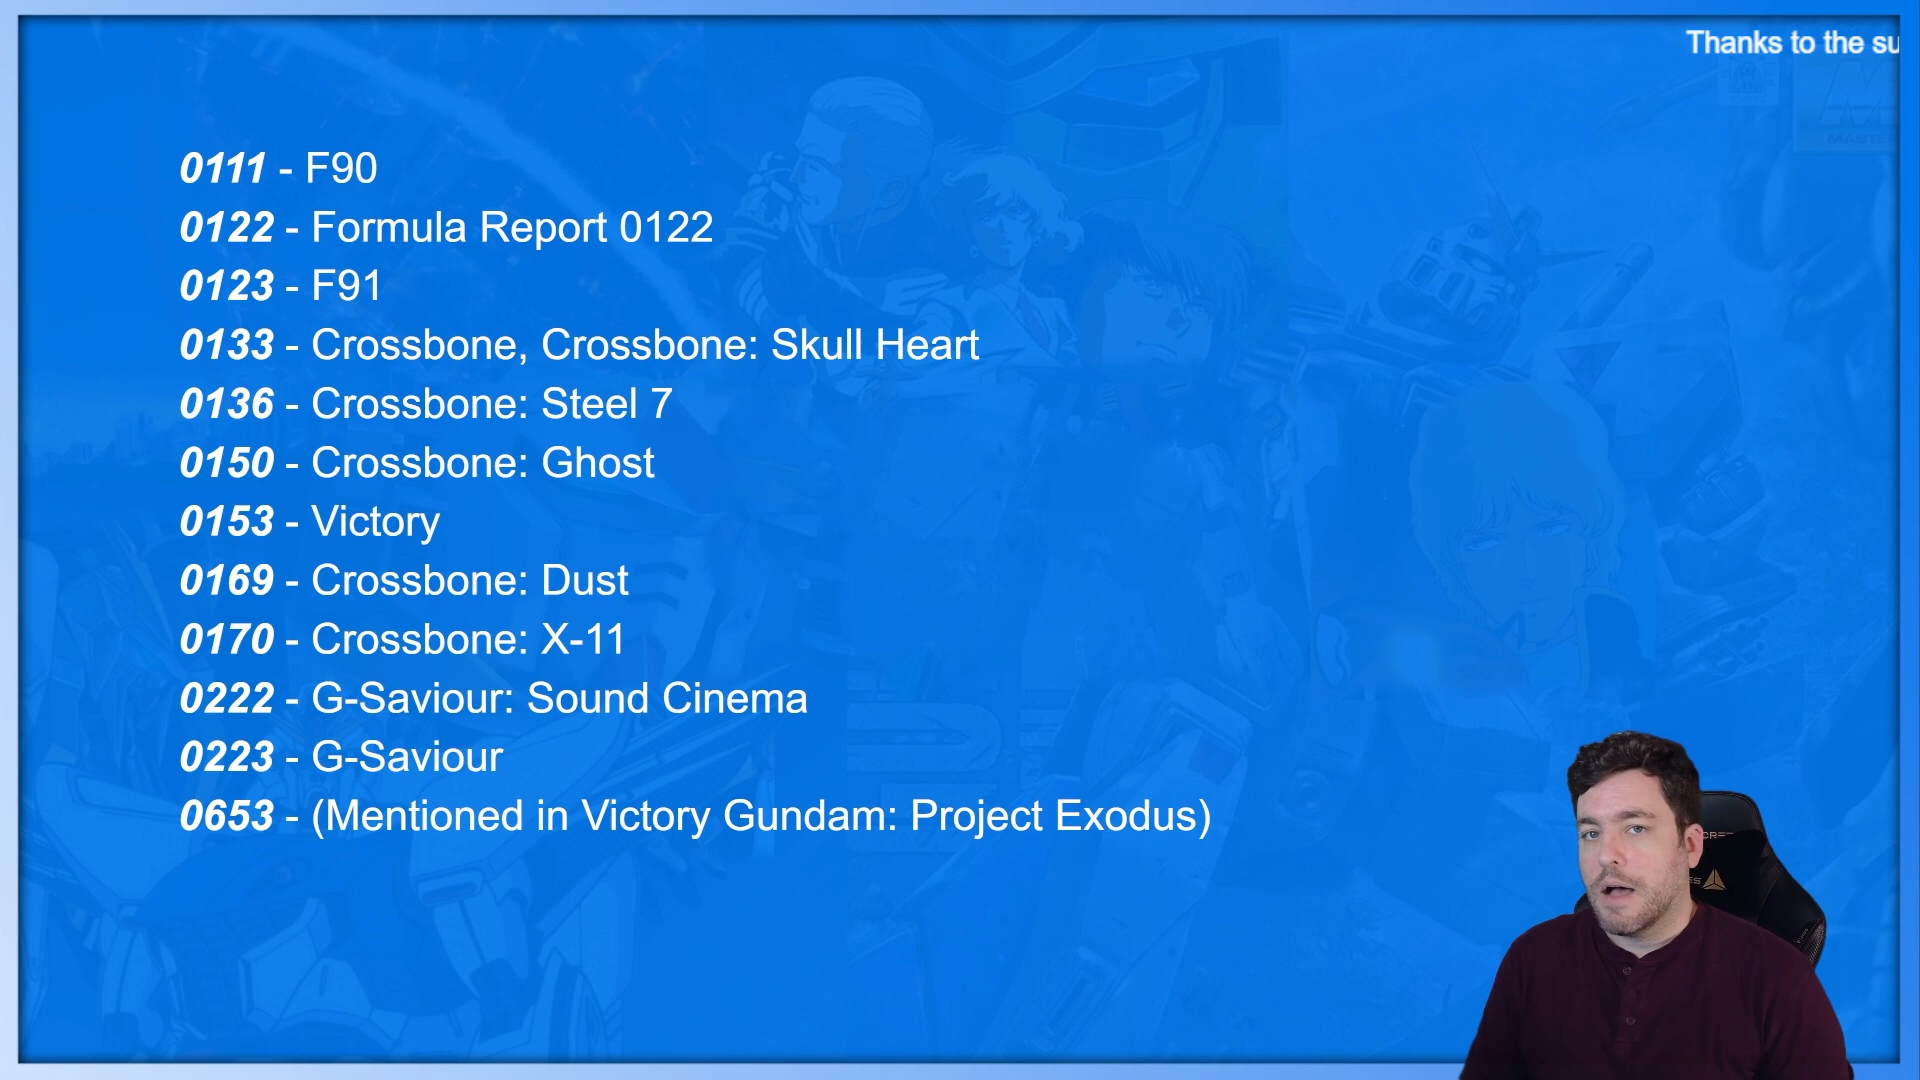 Thanks to the su
MASTE
0111 - F90
0122 - Formula Report 0122
0123 - F91
0133 - Crossbone, Crossbone: Skull Heart
0136 - Crossbone: Steel 7
0150 - Crossbone: Ghost
0153 - Victory
0169 - Crossbone: Dust
0170 - Crossbone: X-11
0222 - G-Saviour: Sound Cinema
0223 - G-Saviour
0653 - (Mentioned in Victory Gundam: Project Exodus)